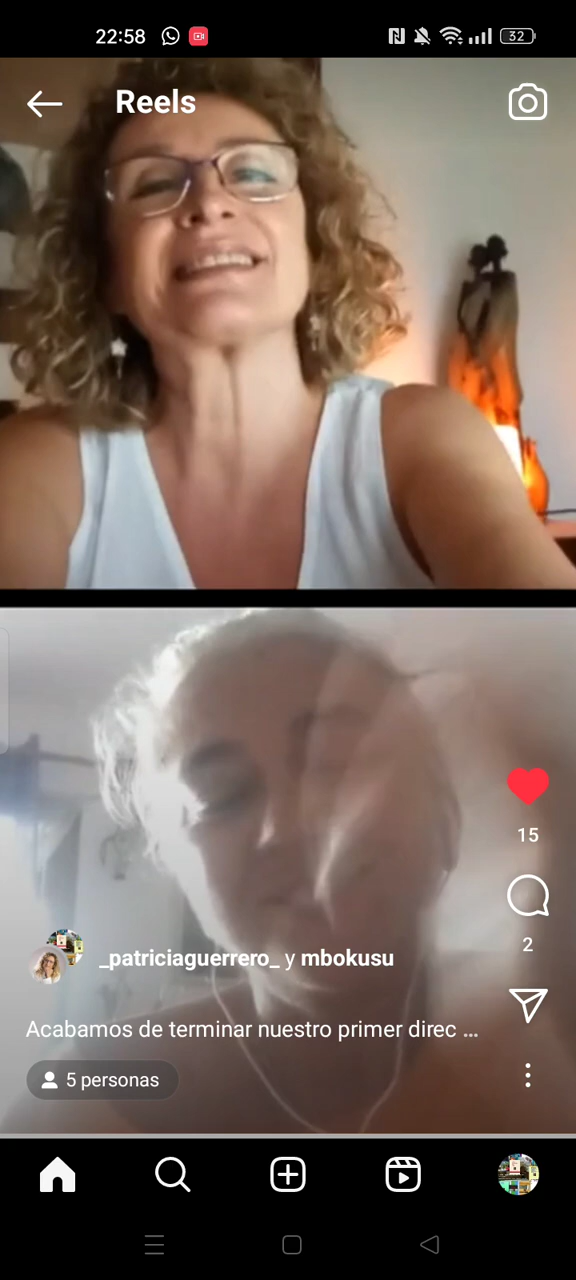 22:58
32
Reels
15
2
_patriciaguerrero_ y mbokusu
Acabamos de terminar nuestro primer direc ...
5 personas